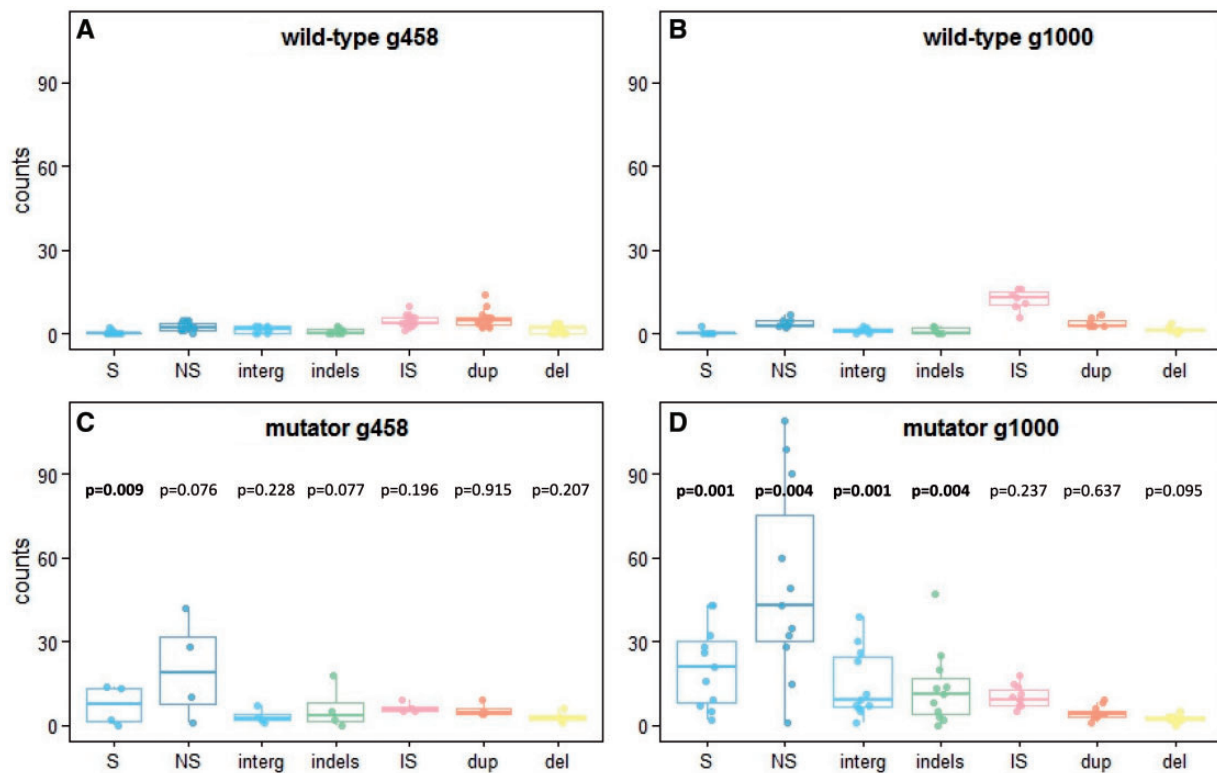 A
wild-type g458
counts
90
60
30
0
S NS interg indels IS dup del
B
wild-type g1000
90
60
30
0
S NS interg indels IS dup del
C
mutator g458
counts
90
60
30
0
p=0.009 p=0.076 p=0.228 p=0.077 p=0.196 p=0.915 p=0.207
S NS interg indels IS dup del
D
mutator g1000
90
60
30
0
p=0.001 p=0.004 p=0.001 p=0.004 p=0.237 p=0.637 p=0.095
S NS interg indels IS dup del